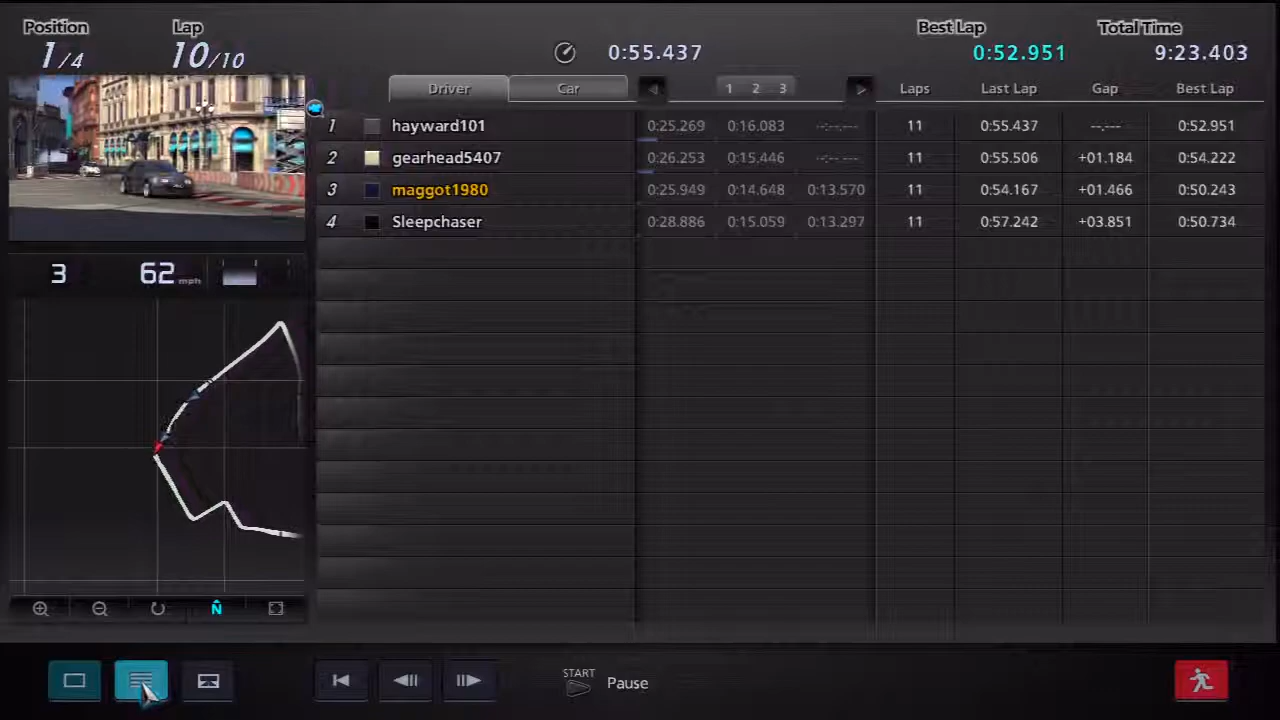 Position Lap Best Lap Total Time
1/4 10/10 0:55.437 0:52.951 9:23.403
Driver Car 1 2 3 Laps Last Lap Gap Best Lap
1 hayward101 0:25.269 0:16.083 -:--.--- 11 0:55.437 --.--- 0:52.951
2 gearhead5407 0:26.253 0:15.446 -:--.--- 11 0:55.506 +01.184 0:54.222
3 maggot1980 0:25.949 0:14.648 0:13.570 11 0:54.167 +01.466 0:50.243
4 Sleepchaser 0:28.886 0:15.059 0:13.297 11 0:57.242 +03.851 0:50.734
3 62 mph
N
START
Pause